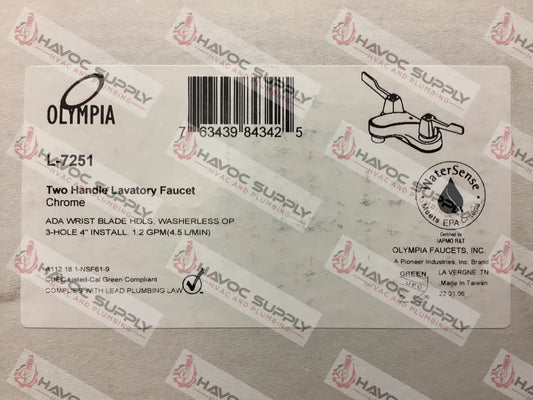 OLYMPIA
7 63439 84342 5
L-7251
Two Handle Lavatory Faucet
Chrome
ADA WRIST BLADE HDLS, WASHERLESS OP.
3-HOLE 4" INSTALL. 1.2 GPM(4.5 L/MIN)
A112.18.1-NSF61-9
CUPC Listed-Cal Green Compliant
COMPLIES WITH LEAD PLUMBING LAW
WaterSense
Meets EPA Criteria
Certified by
IAPMO R&T
OLYMPIA FAUCETS, INC.
A Pioneer Industries, Inc Brand
GREEN LA VERGNE TN
UPC Made In Taiwan
HAVOC SUPPLY
HVAC AND PLUMBING